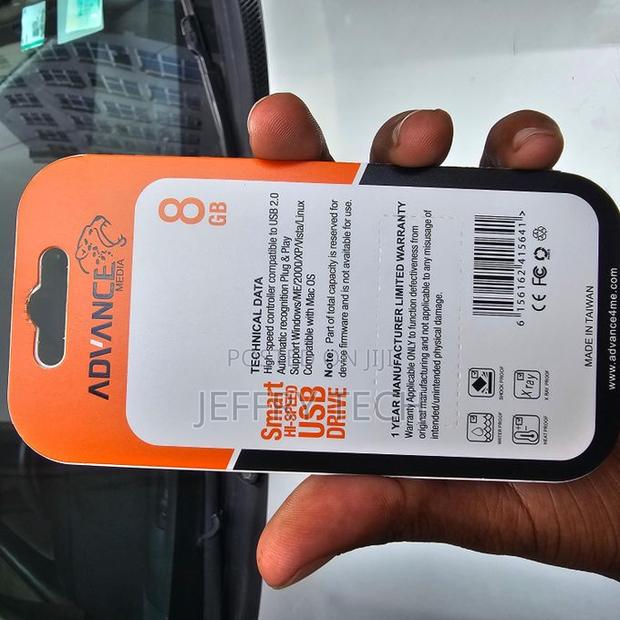 ADVANCE
MEDIA
8
GB
Smart
HI-SPEED
USB
DRIVE
TECHNICAL DATA
High-speed controller compatible to USB 2.0
Automatic recognition Plug & Play
Support Windows/ME/2000/XP/Vista/Linux
Compatible with Mac OS
Note: Part of total capacity is reserved for
device firmware and is not available for use.
1 YEAR MANUFACTURER LIMITED WARRANTY
Warranty Applicable ONLY to function defectiveness from
original manufacturing and not applicable to any misusage of
intended/unintended physical damage.
WATER PROOF
SHOCK PROOF
HEAT PROOF
X ray
X RAY PROOF
6 156162 415641 >
CE FC
MADE IN TAIWAN
www.advance4me.com
JIJI